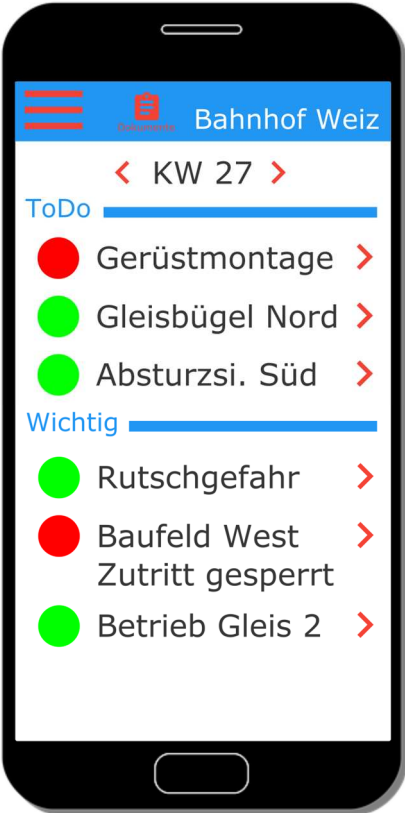 Dokumente
Bahnhof Weiz
KW 27
ToDo
Gerüstmontage
Gleisbügel Nord
Absturzsi. Süd
Wichtig
Rutschgefahr
Baufeld West
Zutritt gesperrt
Betrieb Gleis 2